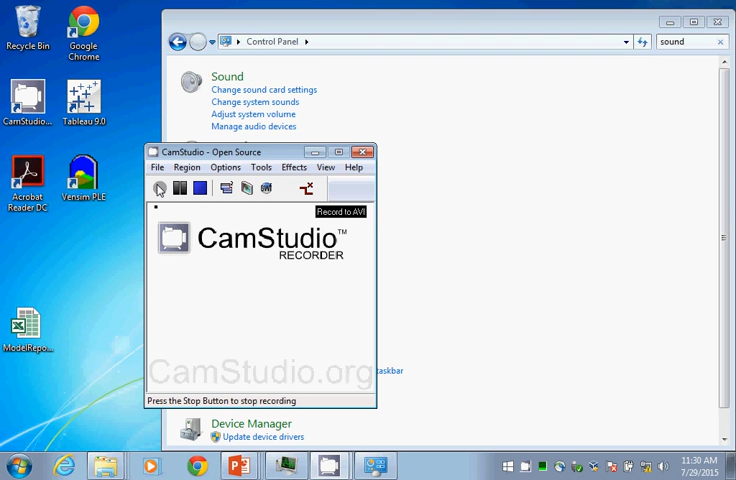 Recycle Bin
Google
Chrome
CamStudio...
Tableau 9.0
Acrobat
Reader DC
Vensim PLE
ModelRepo...
Control Panel
sound
Sound
Change sound card settings
Change system sounds
Adjust system volume
Manage audio devices
CamStudio - Open Source
File Region Options Tools Effects View Help
Record to AVI
CamStudio™
RECORDER
CamStudio.org
Press the Stop Button to stop recording
taskbar
Device Manager
Update device drivers
11:30 AM
7/29/2015